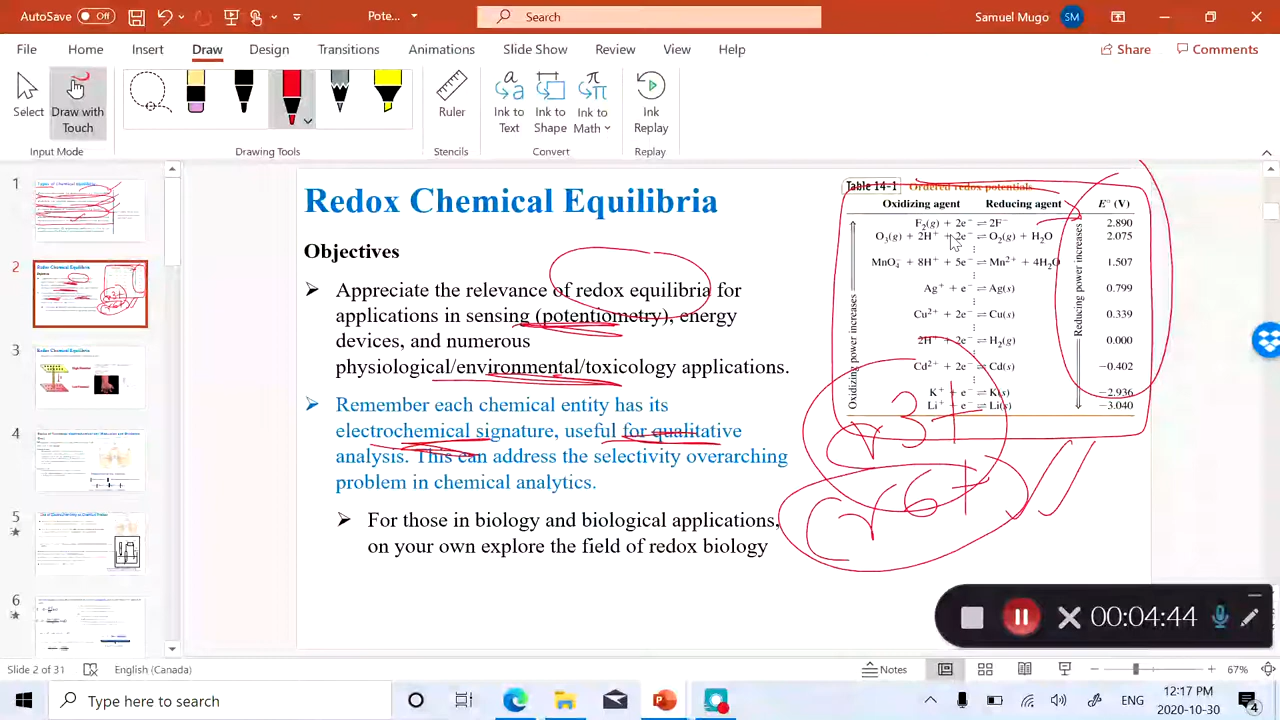 AutoSave Off
Pote...
Search
Samuel Mugo SM
File Home Insert Draw Design Transitions Animations Slide Show Review View Help
Share Comments
Select
Draw with Touch
Ruler
Ink to Text
Ink to Shape
Ink to Math
Ink Replay
Input Mode Drawing Tools Stencils Convert Replay
1
2
3
4
5
6
Redox Chemical Equilibria
Objectives
Appreciate the relevance of redox equilibria for
applications in sensing (potentiometry), energy
devices, and numerous
physiological/environmental/toxicology applications.
Remember each chemical entity has its
electrochemical signature, useful for qualitative
analysis. This can address the selectivity overarching
problem in chemical analytics.
For those in biology and biological applications,
on your own explore the field of redox biology
Table 14-1 Ordered redox potentials
Oxidizing agent Reducing agent E° (V)
F₂(g) + 2e⁻ ⇌ 2F⁻ 2.890
O₃(g) + 2H⁺ + 2e⁻ ⇌ O₂(g) + H₂O 2.075
MnO₄⁻ + 8H⁺ + 5e⁻ ⇌ Mn²⁺ + 4H₂O 1.507
Ag⁺ + e⁻ ⇌ Ag(s) 0.799
Cu²⁺ + 2e⁻ ⇌ Cu(s) 0.339
2H⁺ + 2e⁻ ⇌ H₂(g) 0.000
Cd²⁺ + 2e⁻ ⇌ Cd(s) −0.402
K⁺ + e⁻ ⇌ K(s) −2.936
Li⁺ + e⁻ ⇌ Li(s) −3.040
Oxidizing power increases
Reducing power increases
00:04:44
Slide 2 of 31 English (Canada)
Notes
67%
Type here to search
ENG
12:17 PM
2020-10-30
4